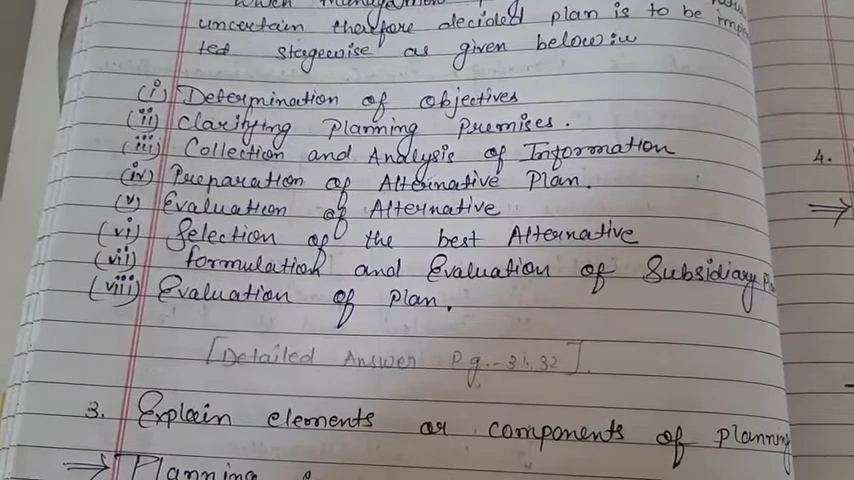 which management
uncertain therfore decided plan is to be
ted stagewise as given below:-
(i) Determination of objectives
(ii) Clarifying Planning Premises.
(iii) Collection and Analysis of Information
(iv) Preparation of Alternative Plan.
(v) Evaluation of Alternative
(vi) Selection of the best Alternative
(vii) formulation and Evaluation of Subsidiary
(viii) Evaluation of Plan.
[Detailed Answer Pg.-31,32].
3. Explain elements or components of planning
⇒ Planning
4.
⇒